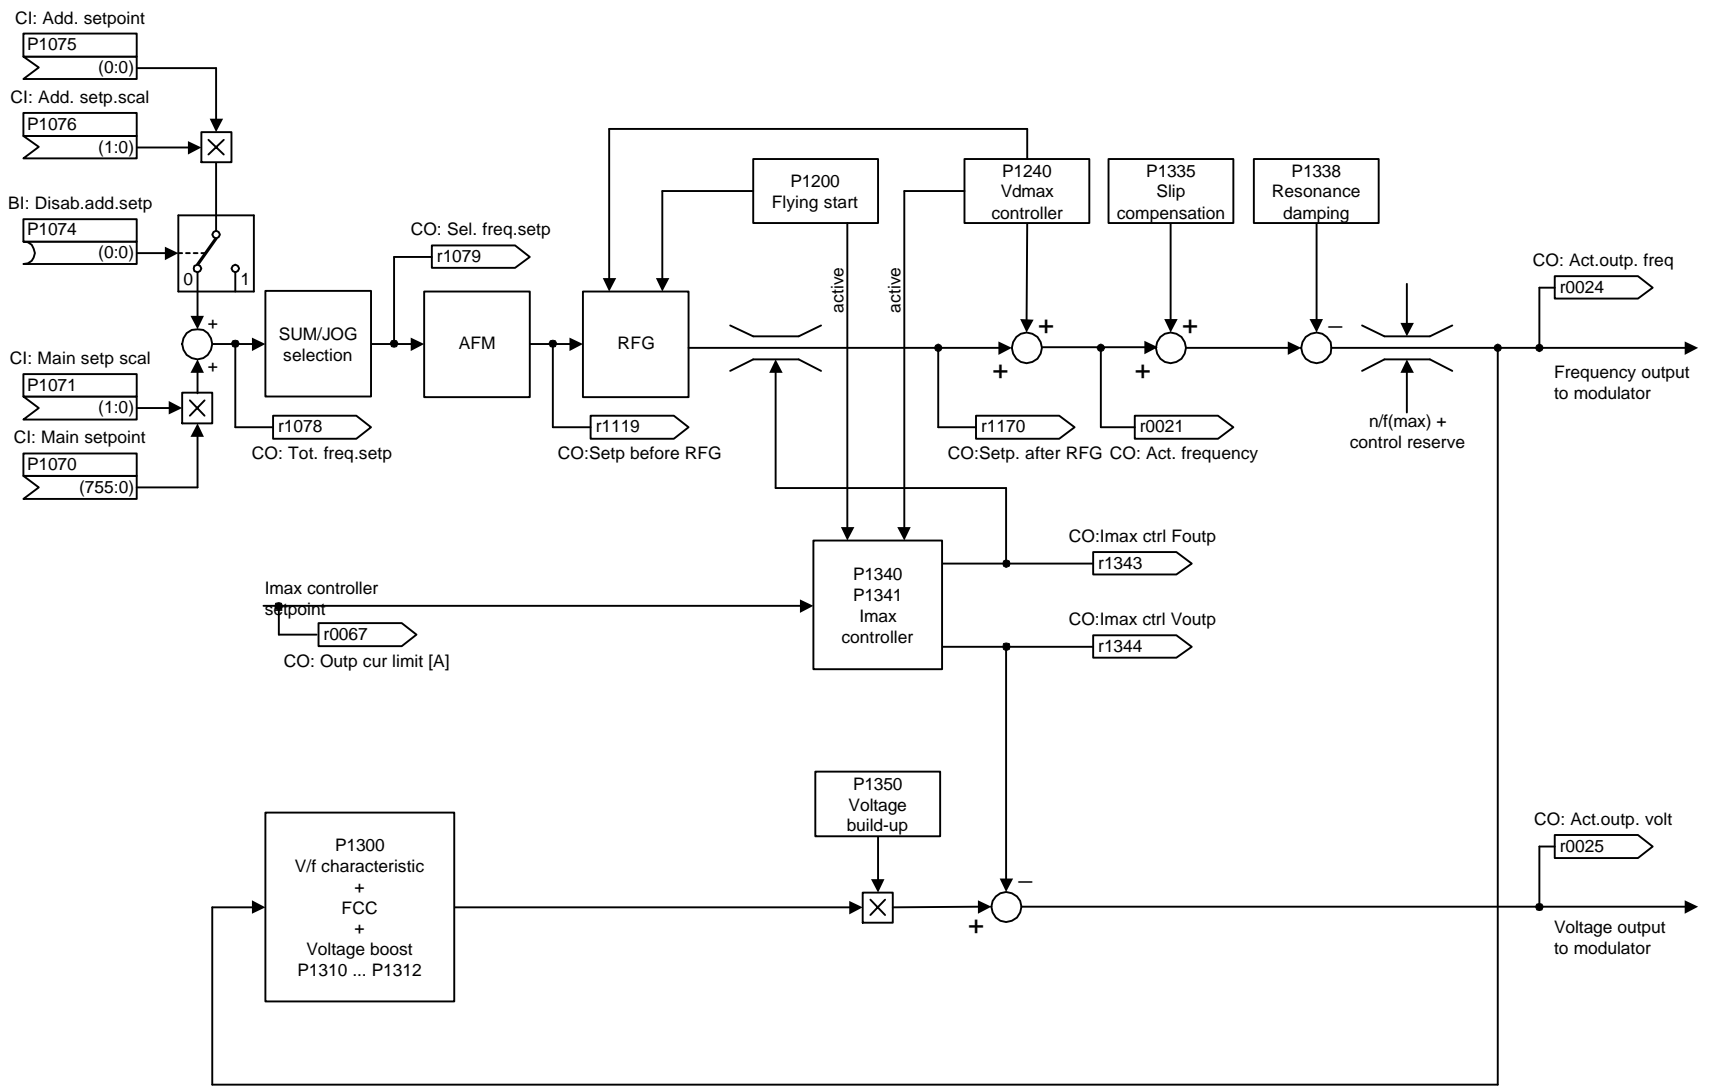 CI: Add. setpoint
P1075
(0:0)
CI: Add. setp.scal
P1076
(1:0)
BI: Disab.add.setp
P1074
(0:0)
0
1
+
+
CI: Main setp scal
P1071
(1:0)
CI: Main setpoint
P1070
(755:0)
SUM/JOG
selection
r1078
CO: Tot. freq.setp
CO: Sel. freq.setp
r1079
AFM
r1119
CO:Setp before RFG
RFG
P1200
Flying start
active
active
P1240
Vdmax
controller
P1335
Slip
compensation
P1338
Resonance
damping
+
+
+
+
–
r1170
CO:Setp. after RFG
r0021
CO: Act. frequency
n/f(max) +
control reserve
CO: Act.outp. freq
r0024
Frequency output
to modulator
Imax controller
setpoint
r0067
CO: Outp cur limit [A]
P1340
P1341
Imax
controller
CO:Imax ctrl Foutp
r1343
CO:Imax ctrl Voutp
r1344
P1350
Voltage
build-up
P1300
V/f characteristic
+
FCC
+
Voltage boost
P1310 ... P1312
–
+
CO: Act.outp. volt
r0025
Voltage output
to modulator